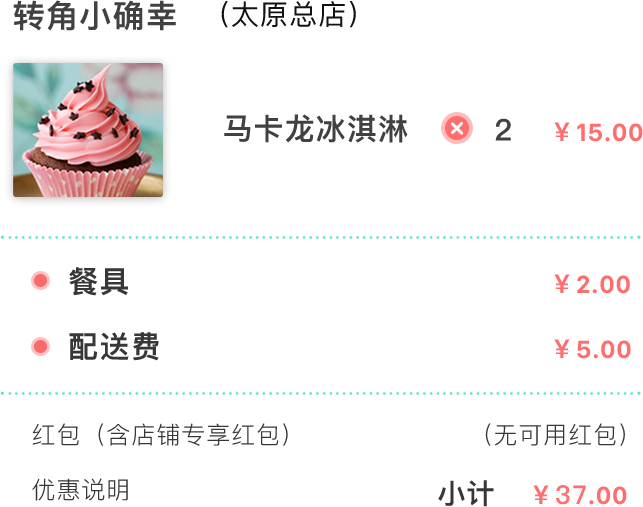 转角小确幸 （太原总店）
马卡龙冰淇淋 × 2 ¥ 15.00
餐具 ¥ 2.00
配送费 ¥ 5.00
红包（含店铺专享红包） （无可用红包）
优惠说明 小计 ¥ 37.00